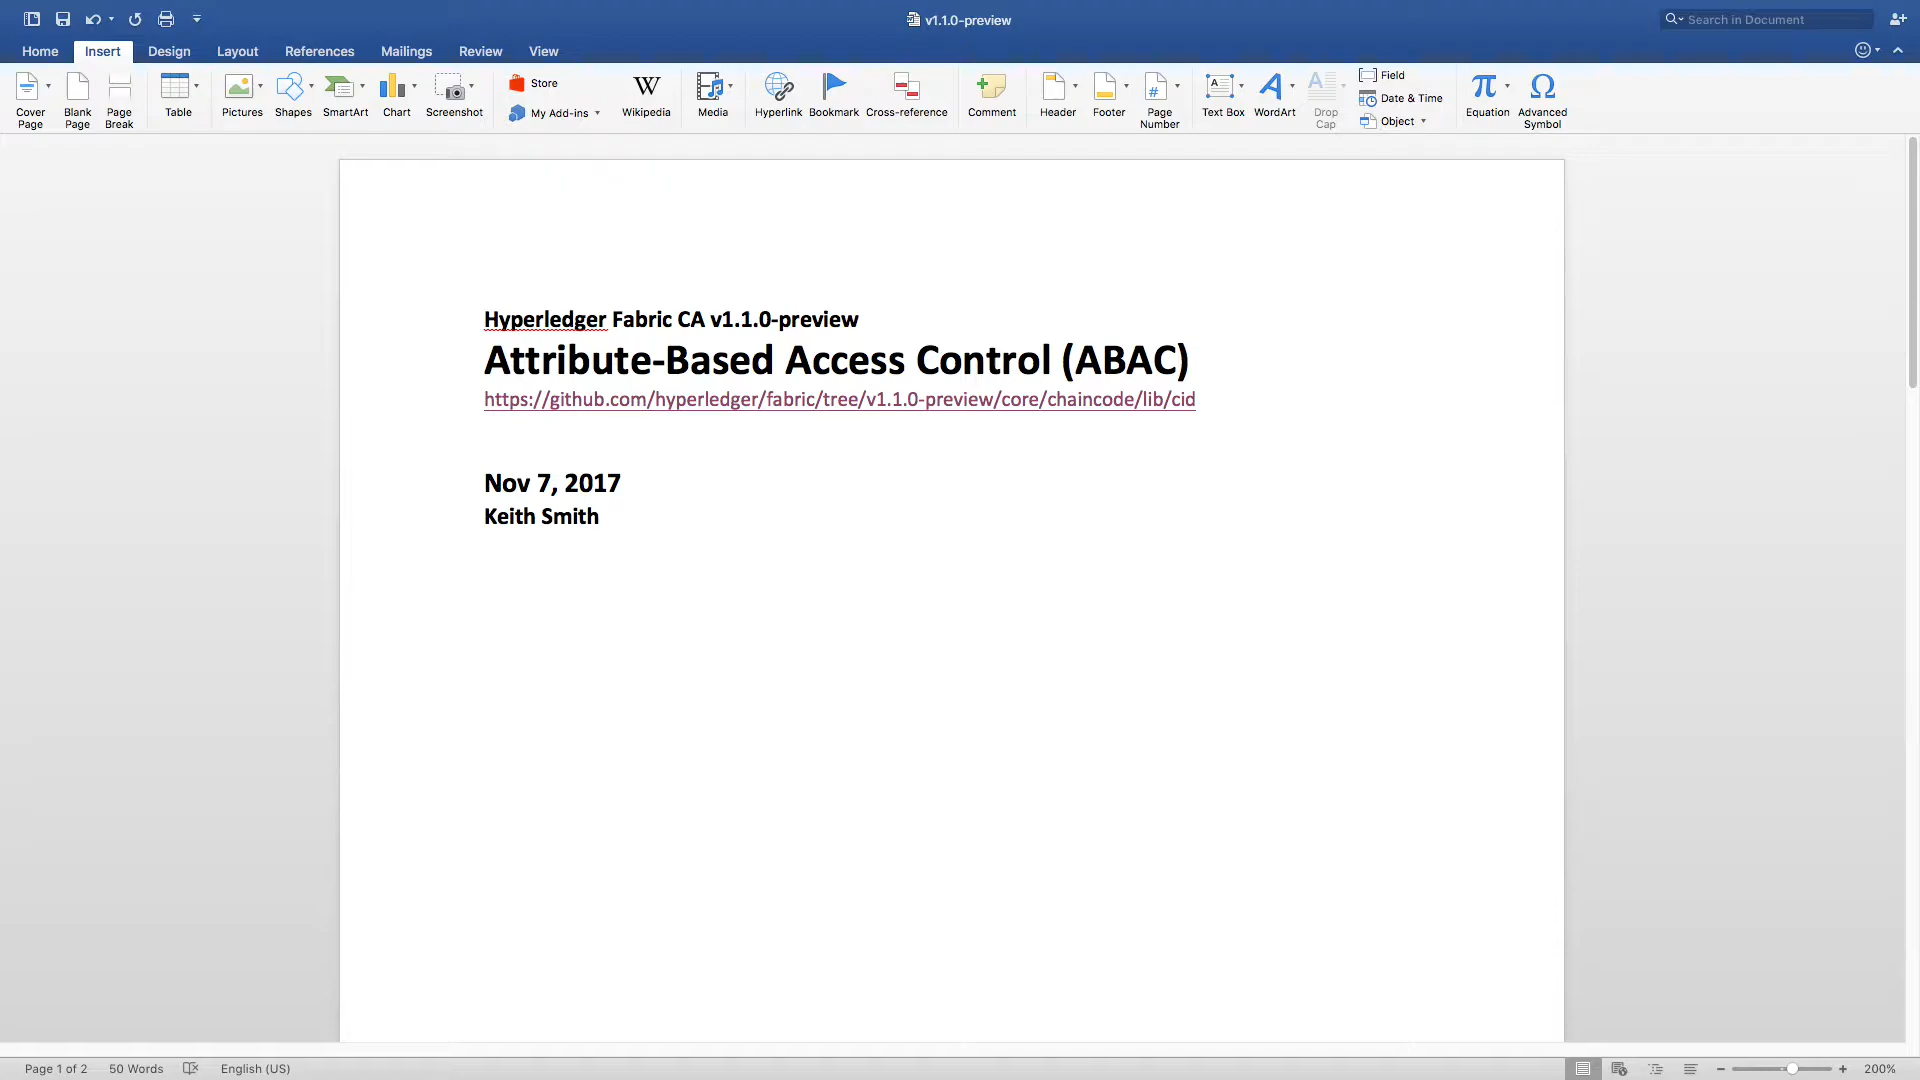 v1.1.0-preview
Search in Document
Home Insert Design Layout References Mailings Review View
Cover Page
Blank Page
Page Break
Table
Pictures
Shapes
SmartArt
Chart
Screenshot
Store
My Add-ins
W
Wikipedia
Media
Hyperlink
Bookmark
Cross-reference
Comment
Header
Footer
#
Page Number
A
Text Box
A
WordArt
A
Drop Cap
Field
Date & Time
Object
π
Equation
Ω
Advanced Symbol
Hyperledger Fabric CA v1.1.0-preview
Attribute-Based Access Control (ABAC)
https://github.com/hyperledger/fabric/tree/v1.1.0-preview/core/chaincode/lib/cid
Nov 7, 2017
Keith Smith
Page 1 of 2 50 Words English (US) 200%